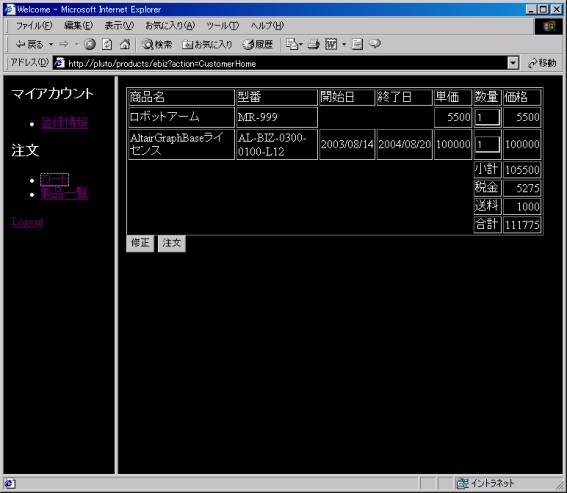 Welcome - Microsoft Internet Explorer
ファイル(F) 編集(E) 表示(V) お気に入り(A) ツール(T) ヘルプ(H)
戻る 検索 お気に入り 履歴
アドレス(D) http://pluto/products/ebiz?action=CustomerHome 移動
マイアカウント
登録情報
注文
カート
製品一覧
Logout
商品名 型番 開始日 終了日 単価 数量 価格
ロボットアーム MR-999 5500 1 5500
AltairGraphBaseライ
センス AL-BIZ-0300-
0100-L12 2003/08/14 2004/08/20 100000 1 100000
小計 105500
税金 5275
送料 1000
合計 111775
修正 注文
イントラネット